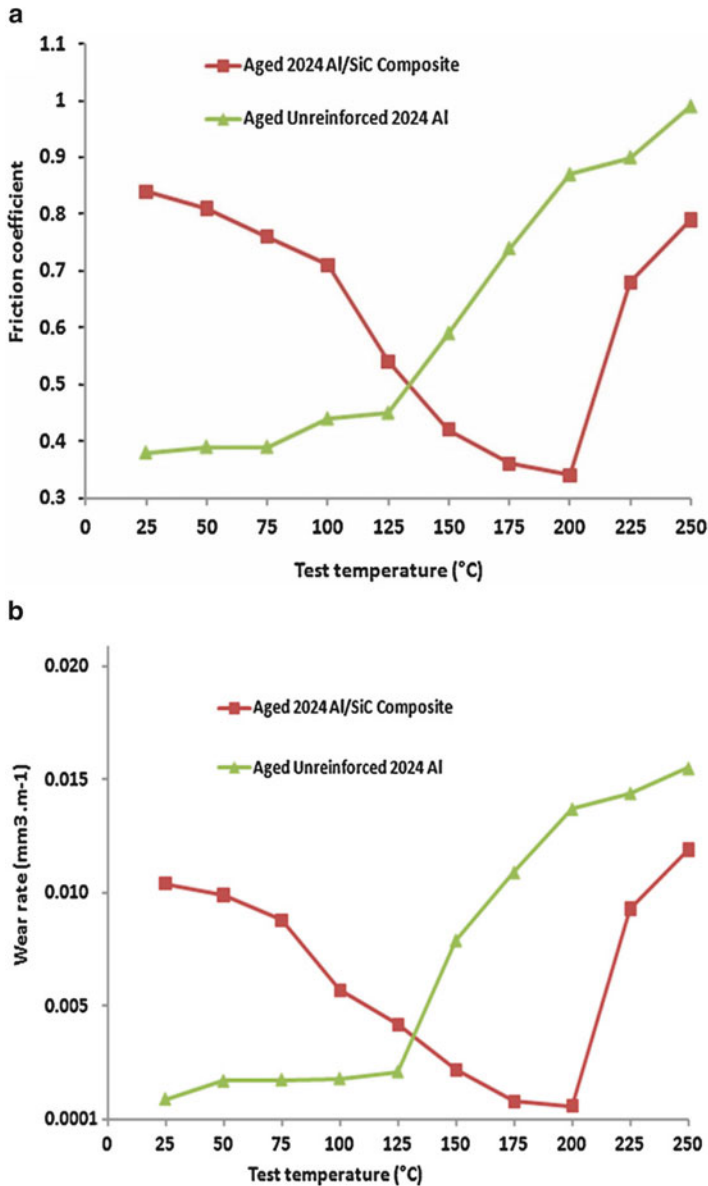 a
1.1
Aged 2024 Al/SiC Composite
1
Aged Unreinforced 2024 Al
0.9
0.8
0.7
0.6
0.5
0.4
0.3
Friction coefficient
0 25 50 75 100 125 150 175 200 225 250
Test temperature (°C)
b
0.020
Aged 2024 Al/SiC Composite
Aged Unreinforced 2024 Al
0.015
0.010
0.005
0.0001
Wear rate (mm3 .m-1)
0 25 50 75 100 125 150 175 200 225 250
Test temperature (°C)